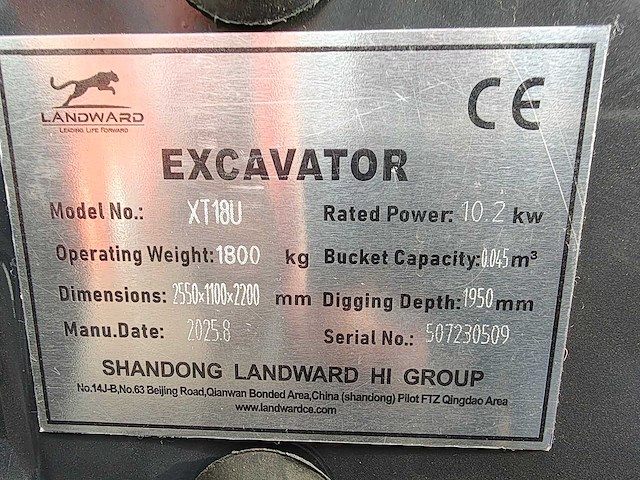 LANDWARD
LEADING LIFE FORWARD
CE
EXCAVATOR
Model No.: XT18U
Rated Power: 10.2 kw
Operating Weight: 1800 kg
Bucket Capacity: 0.045 m³
Dimensions: 2550×1100×2200 mm
Digging Depth: 1950 mm
Manu.Date: 2025.8
Serial No.: 507230509
SHANDONG LANDWARD HI GROUP
No.14J-B,No.63 Beijing Road,Qianwan Bonded Area,China (shandong) Pilot FTZ Qingdao Area
www.landwardce.com